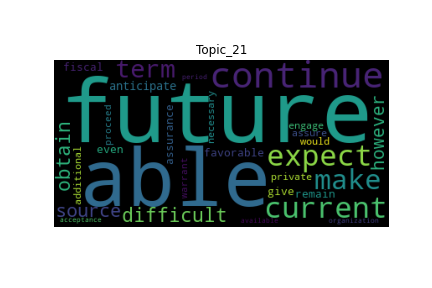 Topic_21
fiscal
term
period
continue
anticipate
future
proceed
assurance
necessary
engage
assure
would
however
obtain
additional
even
able
favorable
expect
warrant
private
make
give
remain
source
difficult
current
acceptance
available
organization